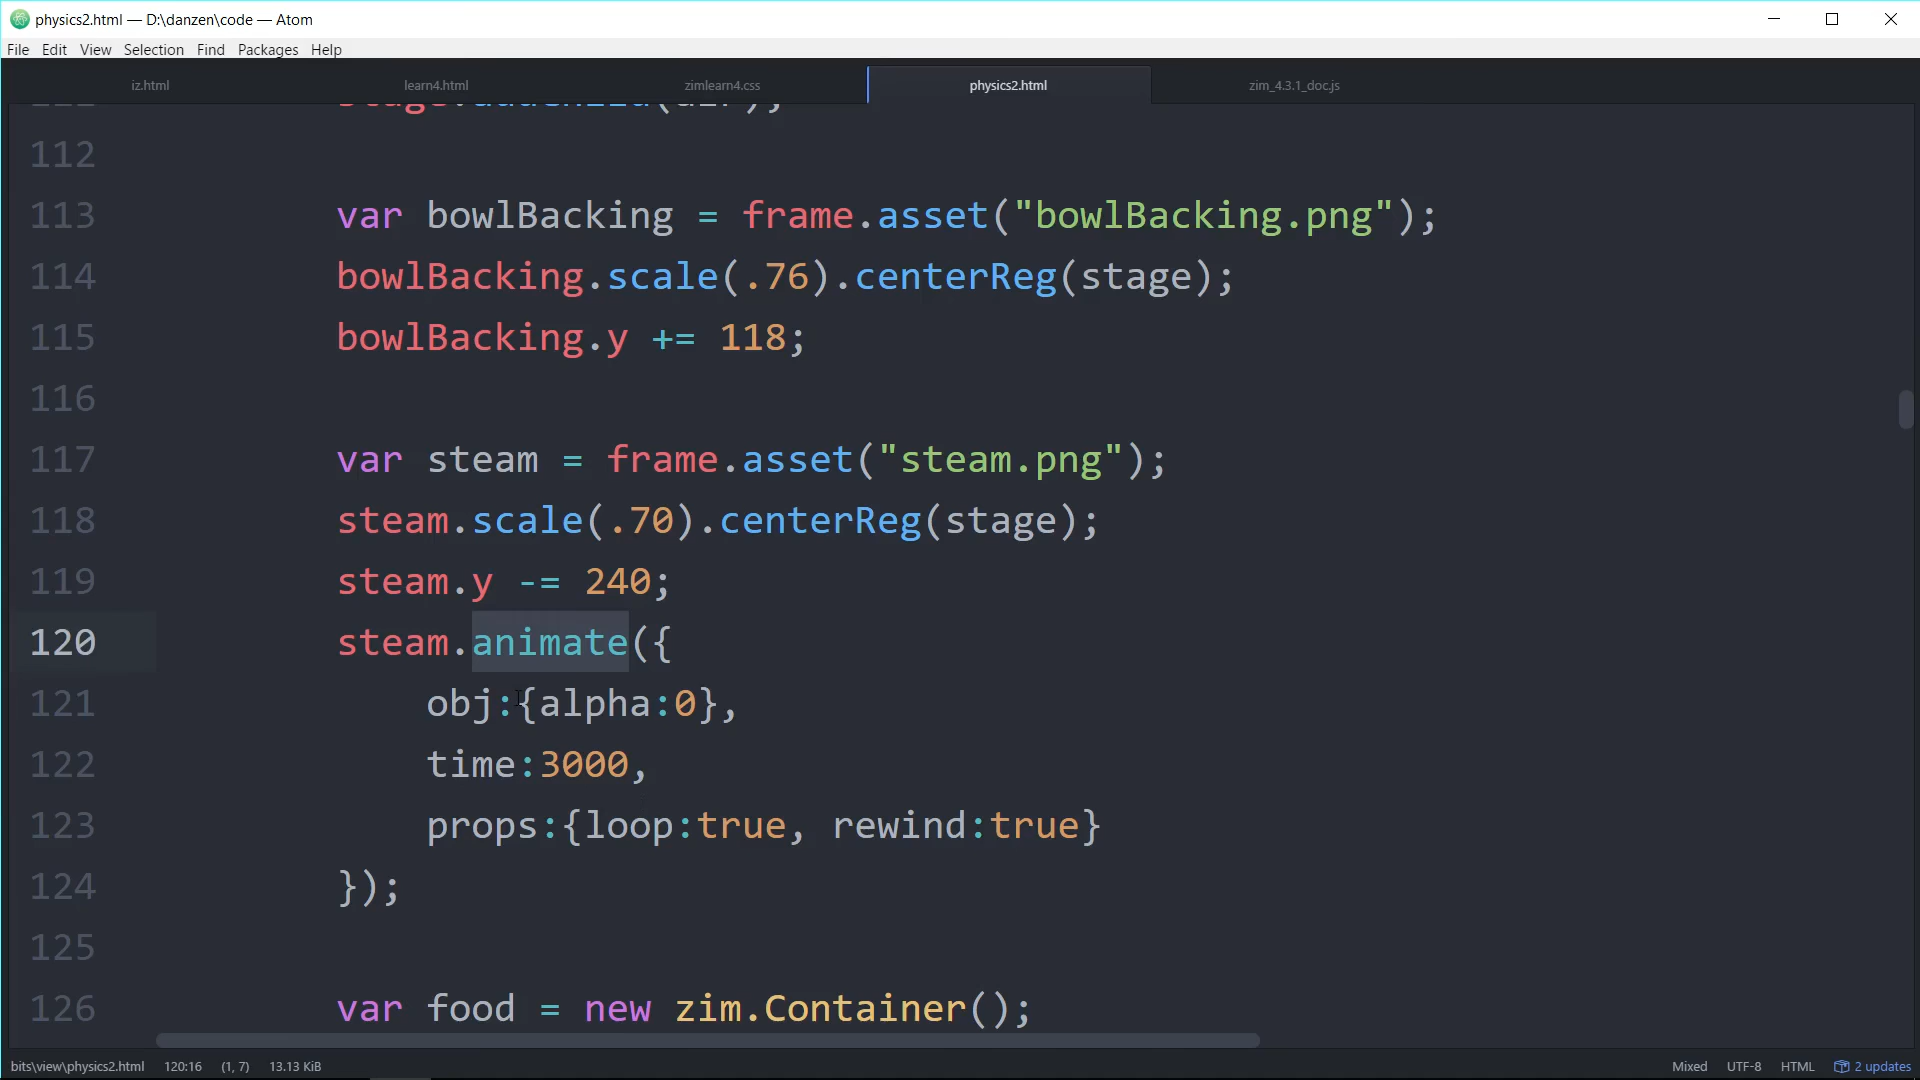 physics2.html — D:\danzen\code — Atom
File Edit View Selection Find Packages Help
iz.html learn4.html zimlearn4.css physics2.html zim_4.3.1_doc.js
112
113 var bowlBacking = frame.asset("bowlBacking.png");
114 bowlBacking.scale(.76).centerReg(stage);
115 bowlBacking.y += 118;
116
117 var steam = frame.asset("steam.png");
118 steam.scale(.70).centerReg(stage);
119 steam.y -= 240;
120 steam.animate({
121 obj:{alpha:0},
122 time:3000,
123 props:{loop:true, rewind:true}
124 });
125
126 var food = new zim.Container();
bits\view\physics2.html 120:16 (1, 7) 13.13 KiB Mixed UTF-8 HTML 2 updates